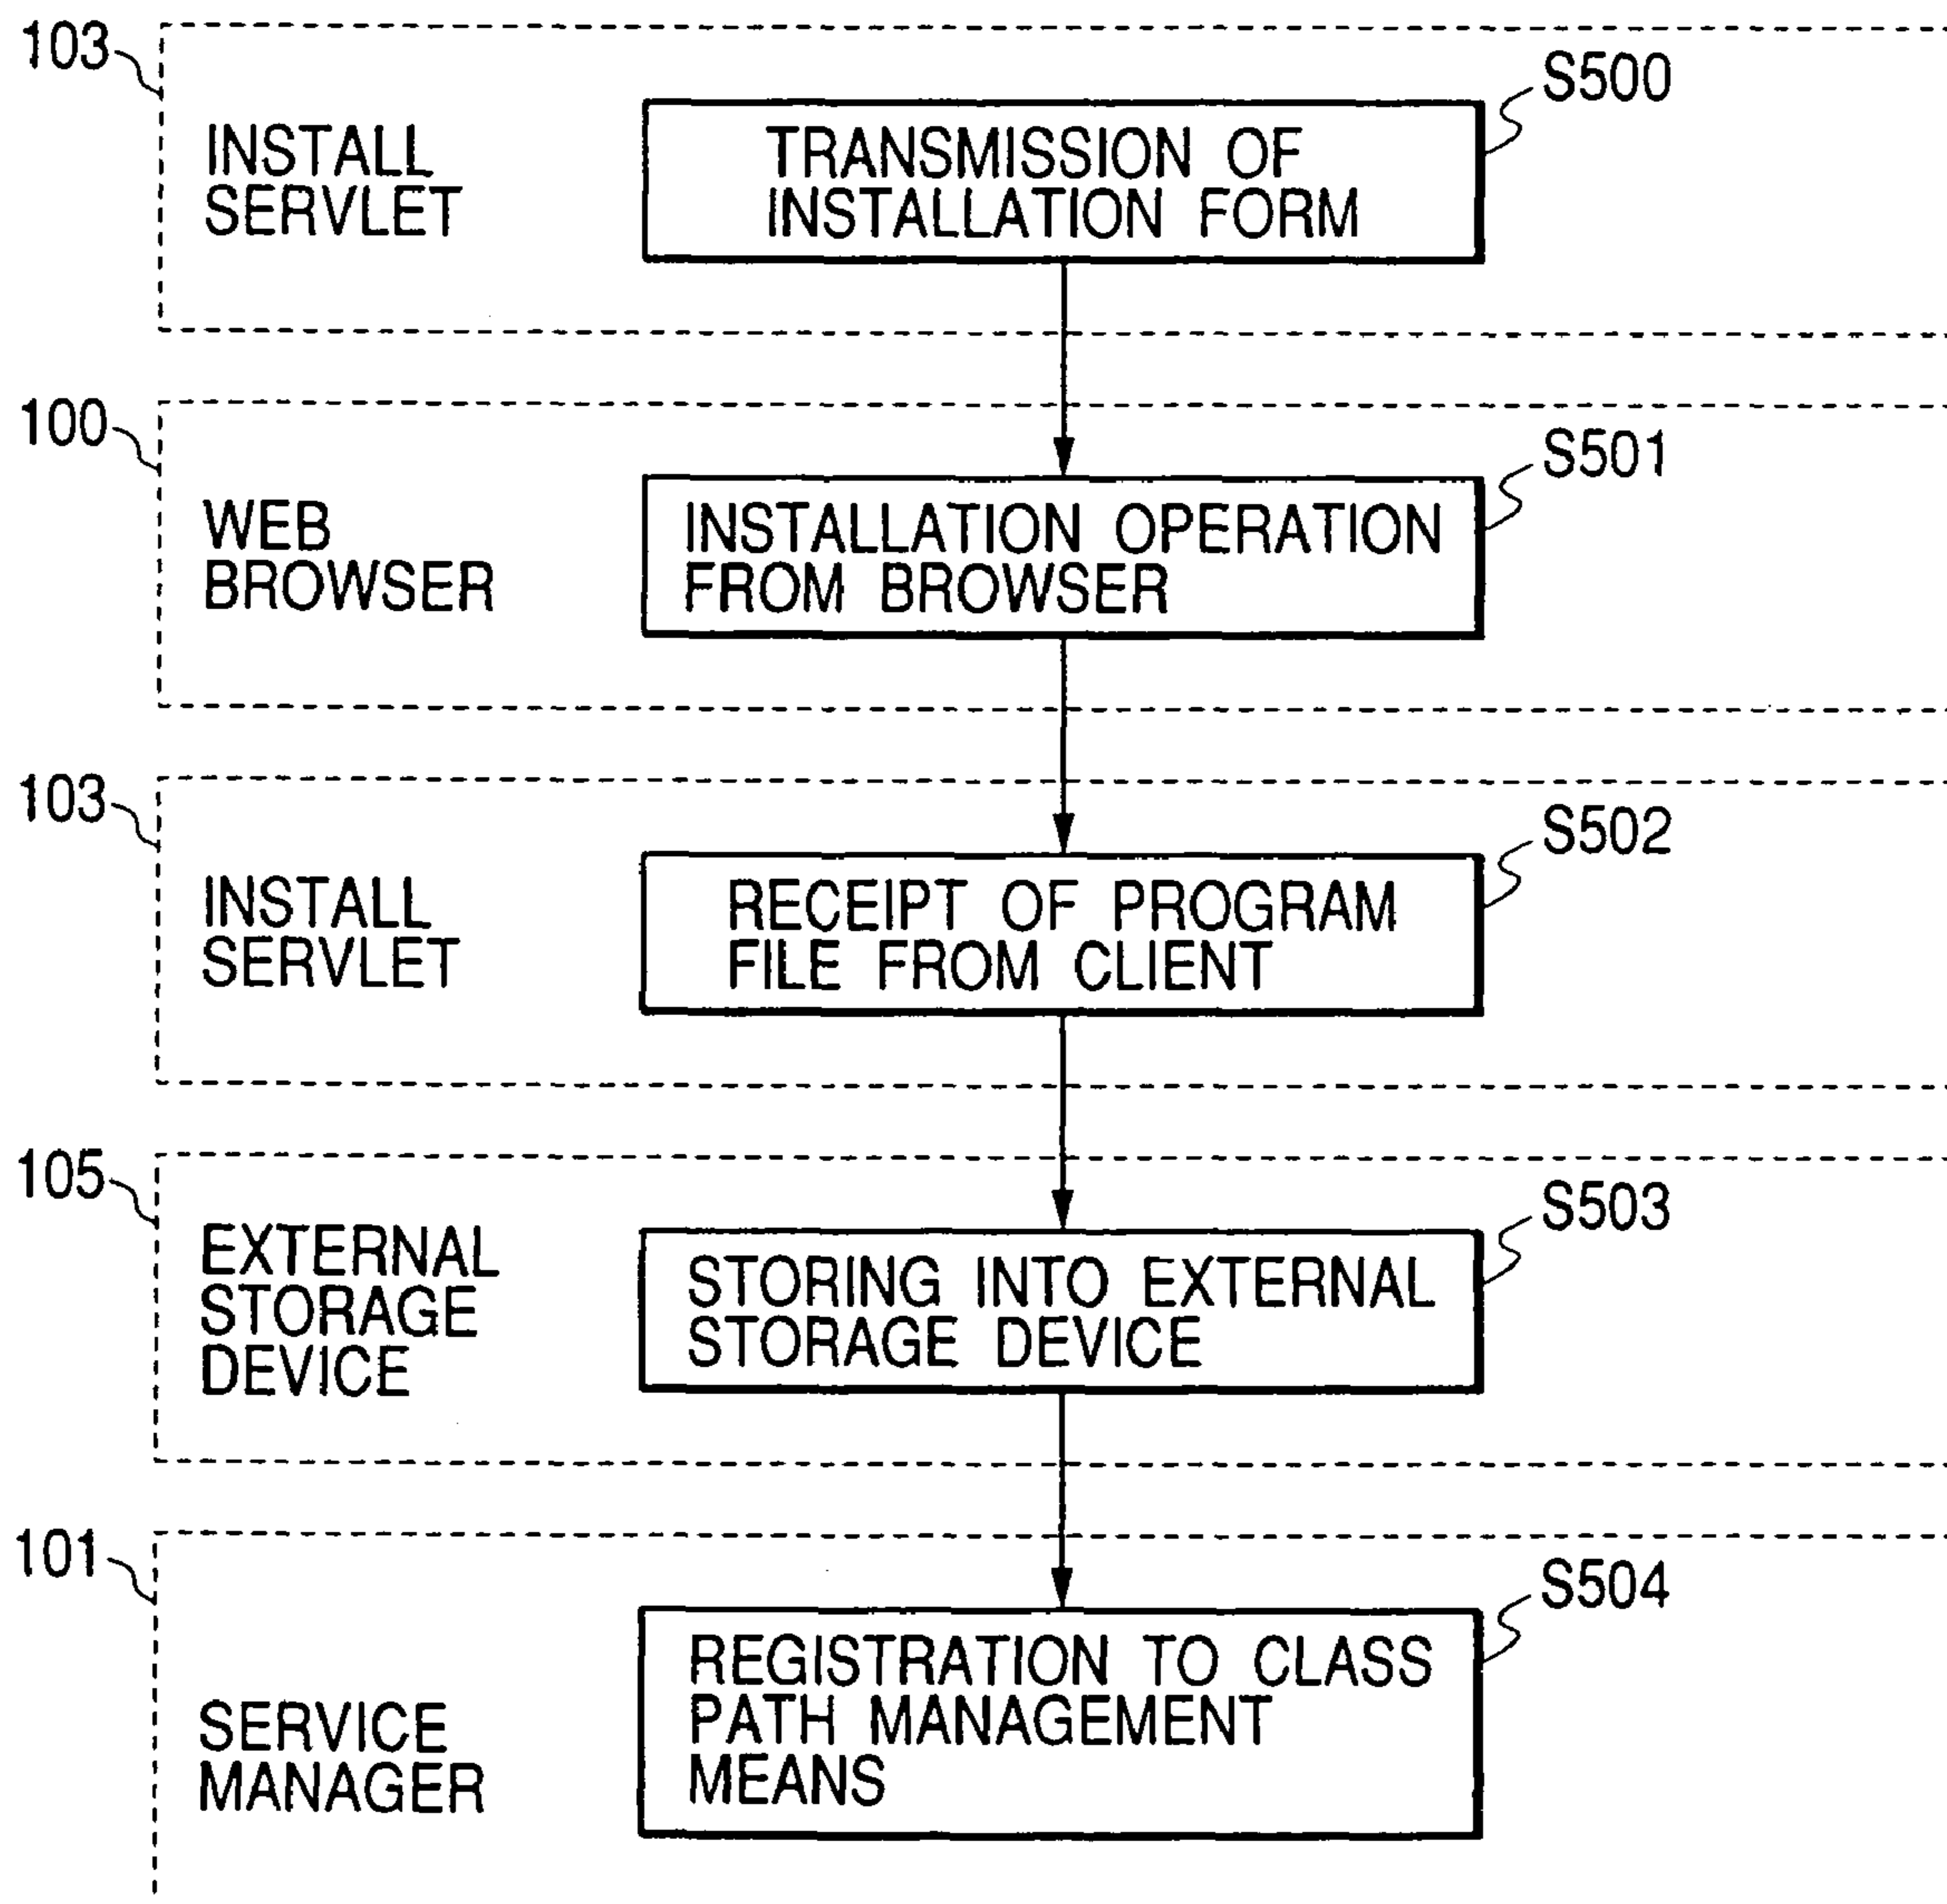 103
S500
INSTALL
SERVLET
TRANSMISSION OF
INSTALLATION FORM
100
S501
WEB
BROWSER
INSTALLATION OPERATION
FROM BROWSER
103
S502
INSTALL
SERVLET
RECEIPT OF PROGRAM
FILE FROM CLIENT
105
S503
EXTERNAL
STORAGE
DEVICE
STORING INTO EXTERNAL
STORAGE DEVICE
101
S504
SERVICE
MANAGER
REGISTRATION TO CLASS
PATH MANAGEMENT
MEANS